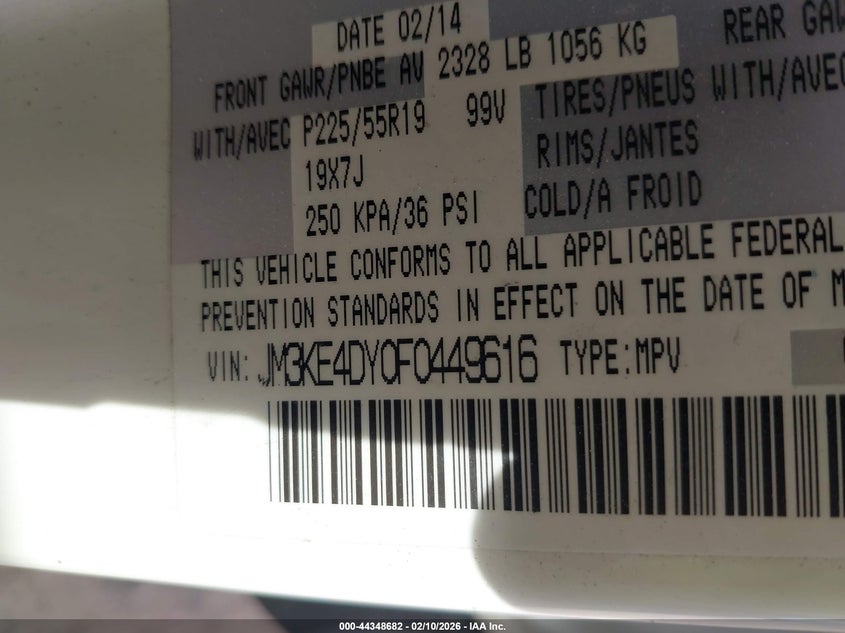 DATE 02/14
FRONT GAWR/PNBE AV 2328 LB 1056 KG REAR
WITH/AVEC P225/55R19 99V TIRES/PNEUS WITH/AVEC
19X7J RIMS/JANTES
250 KPA/36 PSI COLD/A FROID
THIS VEHICLE CONFORMS TO ALL APPLICABLE FEDERAL
PREVENTION STANDARDS IN EFFECT ON THE DATE OF M
VIN: JM3KE4DY0F0449616 TYPE:MPV
000-44348682 - 02/10/2026 - IAA Inc.